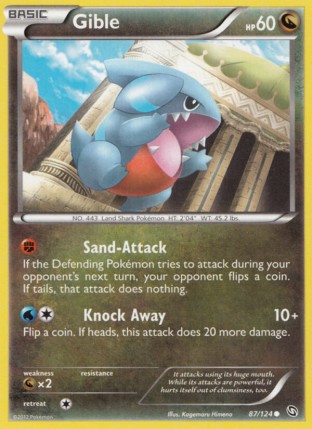 BASIC
Gible
HP60
NO. 443 Land Shark Pokémon HT: 2'04" WT: 45.2 lbs.
Sand-Attack
If the Defending Pokémon tries to attack during your
opponent's next turn, your opponent flips a coin.
If tails, that attack does nothing.
Knock Away 10+
Flip a coin. If heads, this attack does 20 more damage.
weakness resistance
×2
retreat
It attacks using its huge mouth.
While its attacks are powerful, it
hurts itself out of clumsiness, too.
©2012 Pokémon
Illus. Kagemaru Himeno
87/124